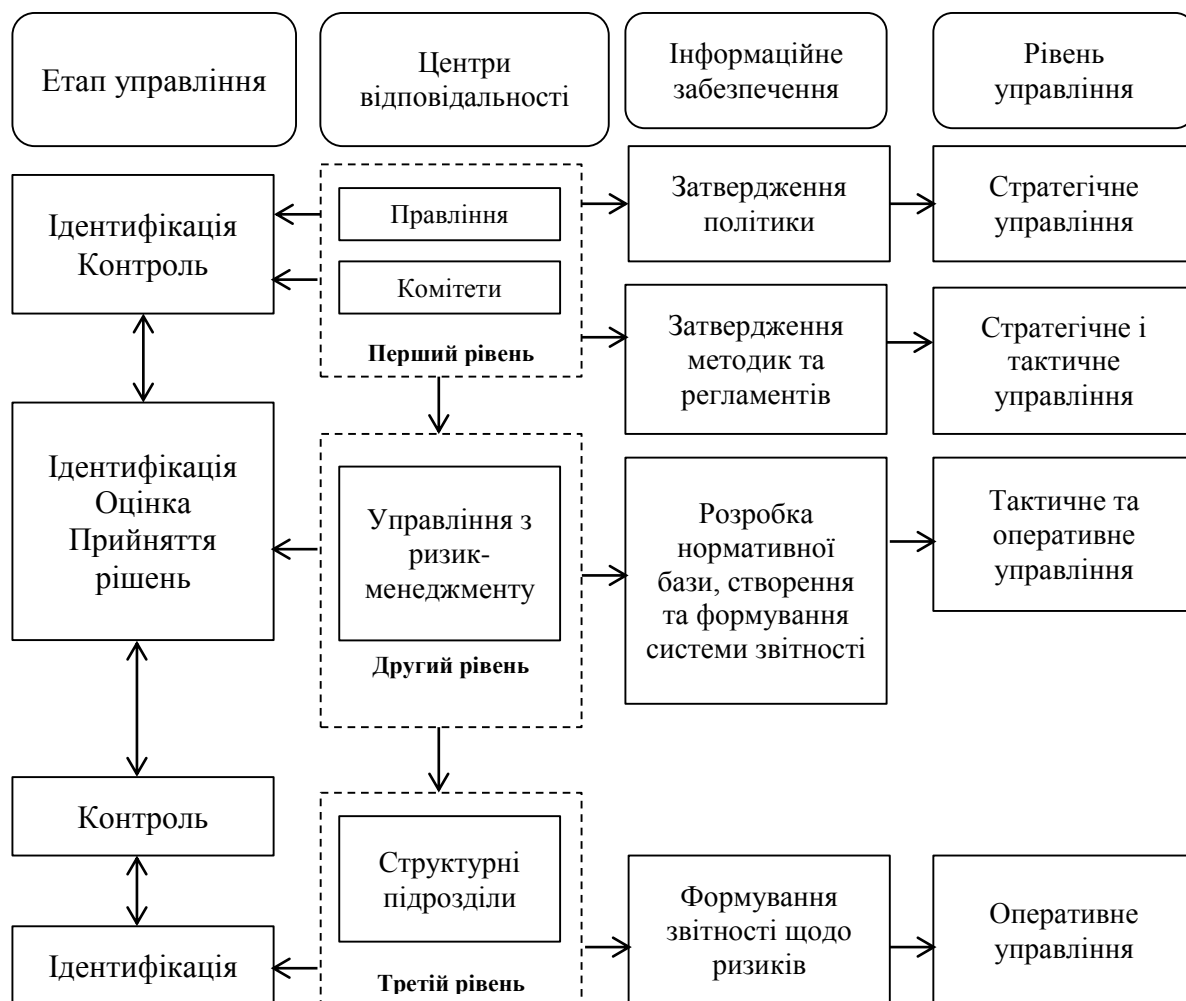 Етап управління
Центри
відповідальності
Інформаційне
забезпечення
Рівень
управління
Ідентифікація
Контроль
Правління
Комітети
Перший рівень
Затвердження
політики
Стратегічне
управління
Затвердження
методик та
регламентів
Стратегічне і
тактичне
управління
Ідентифікація
Оцінка
Прийняття
рішень
Управління з
ризик-
менеджменту
Другий рівень
Розробка
нормативної
бази, створення
та формування
системи звітності
Тактичне та
оперативне
управління
Контроль
Ідентифікація
Структурні
підрозділи
Третій рівень
Формування
звітності щодо
ризиків
Оперативне
управління